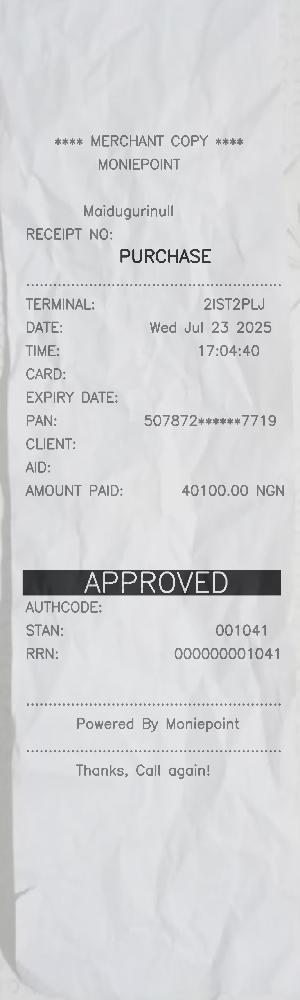 **** MERCHANT COPY ****
MONIEPOINT
Maidugurinull
RECEIPT NO:
PURCHASE
TERMINAL: 2IST2PLJ
DATE: Wed Jul 23 2025
TIME: 17:04:40
CARD:
EXPIRY DATE:
PAN: 507872******7719
CLIENT:
AID:
AMOUNT PAID: 40100.00 NGN
APPROVED
AUTHCODE:
STAN: 001041
RRN: 000000001041
Powered By Moniepoint
Thanks, Call again!